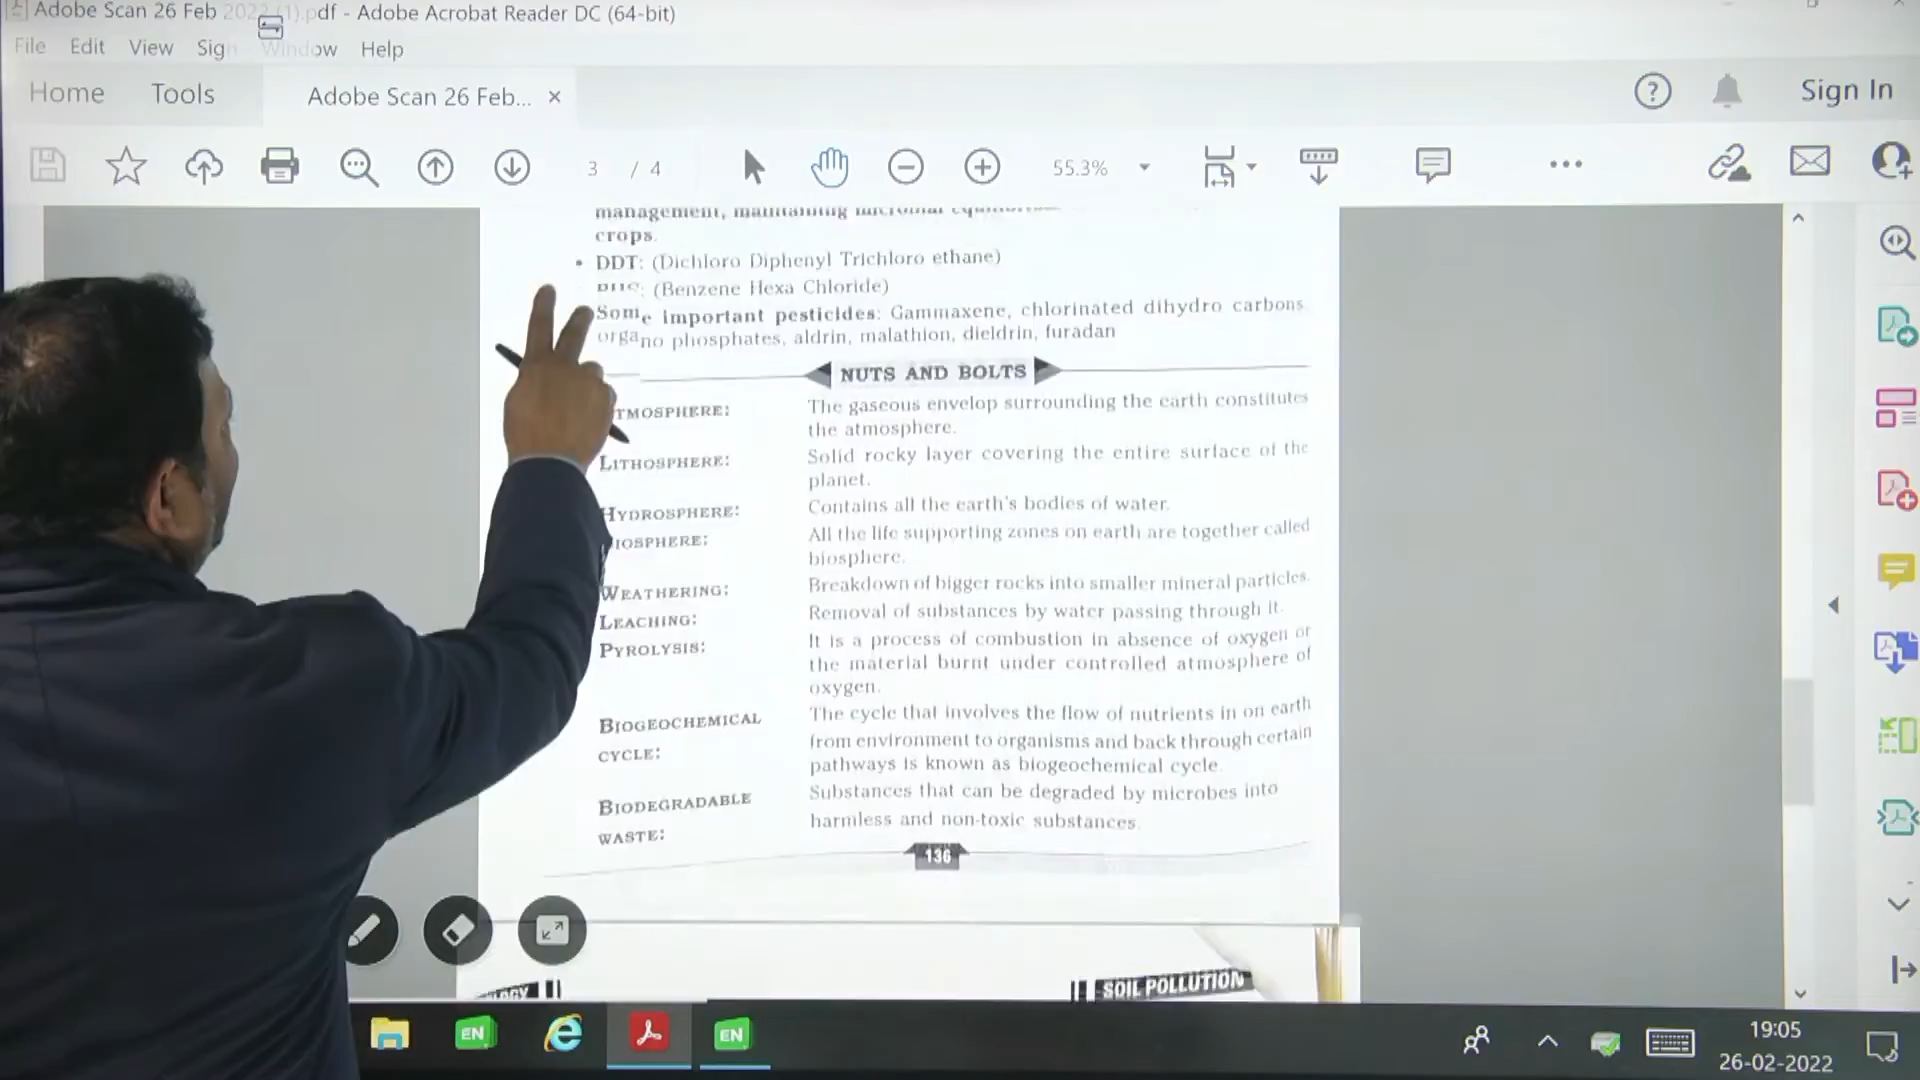 Adobe Scan 26 Feb 2022 (1).pdf - Adobe Acrobat Reader DC (64-bit)
File Edit View Sign Window Help
Home Tools Adobe Scan 26 Feb... × Sign In
3 / 4 55.3%
management, maintaining microbial
crops.
• DDT: (Dichloro Diphenyl Trichloro ethane)
(Benzene Hexa Chloride)
Some important pesticides: Gammaxene, chlorinated dihydro carbons
organo phosphates, aldrin, malathion, dieldrin, furadan
NUTS AND BOLTS
TMOSPHERE: The gaseous envelop surrounding the earth constitutes
the atmosphere.
LITHOSPHERE: Solid rocky layer covering the entire surface of the
planet.
HYDROSPHERE: Contains all the earth's bodies of water.
IOSPHERE: All the life supporting zones on earth are together called
biosphere.
WEATHERING: Breakdown of bigger rocks into smaller mineral particles.
LEACHING: Removal of substances by water passing through it.
PYROLYSIS: It is a process of combustion in absence of oxygen or
the material burnt under controlled atmosphere of
oxygen.
BIOGEOCHEMICAL The cycle that involves the flow of nutrients in on earth
CYCLE: from environment to organisms and back through certain
pathways is known as biogeochemical cycle.
BIODEGRADABLE Substances that can be degraded by microbes into
WASTE: harmless and non-toxic substances.
136
SOIL POLLUTION
EN EN
19:05
26-02-2022